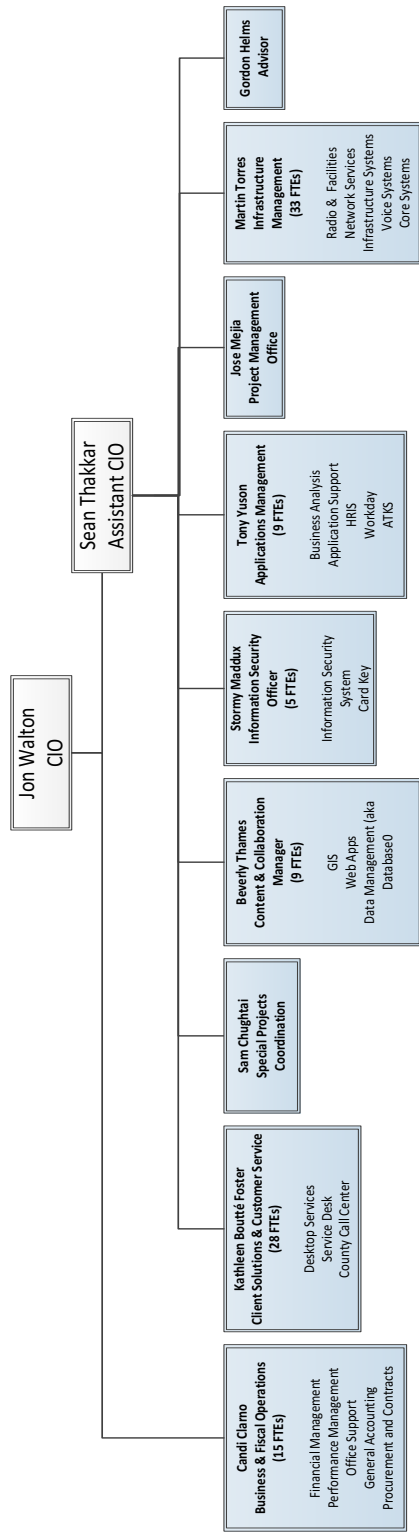 Jon Walton
CIO
Sean Thakkar
Assistant CIO
Candi Clarno
Business & Fiscal Operations
(15 FTEs)
Financial Management
Performance Management
Office Support
General Accounting
Procurement and Contracts
Kathleen Boutté Foster
Client Solutions & Customer Service
(28 FTEs)
Desktop Services
Service Desk
County Call Center
Sam Chughtai
Special Projects
Coordination
Beverly Thames
Content & Collaboration
Manager
(9 FTEs)
GIS
Web Apps
Data Management (aka
Database0
Stormy Maddux
Information Security
Officer
(5 FTEs)
Information Security
System
Card Key
Tony Yuson
Applications Management
(9 FTEs)
Business Analysis
Application Support
HRIS
Workday
ATKS
Jose Mejia
Project Management
Office
Martin Torres
Infrastructure
Management
(33 FTEs)
Radio & Facilities
Network Services
Infrastructure Systems
Voice Systems
Core Systems
Gordon Helms
Advisor